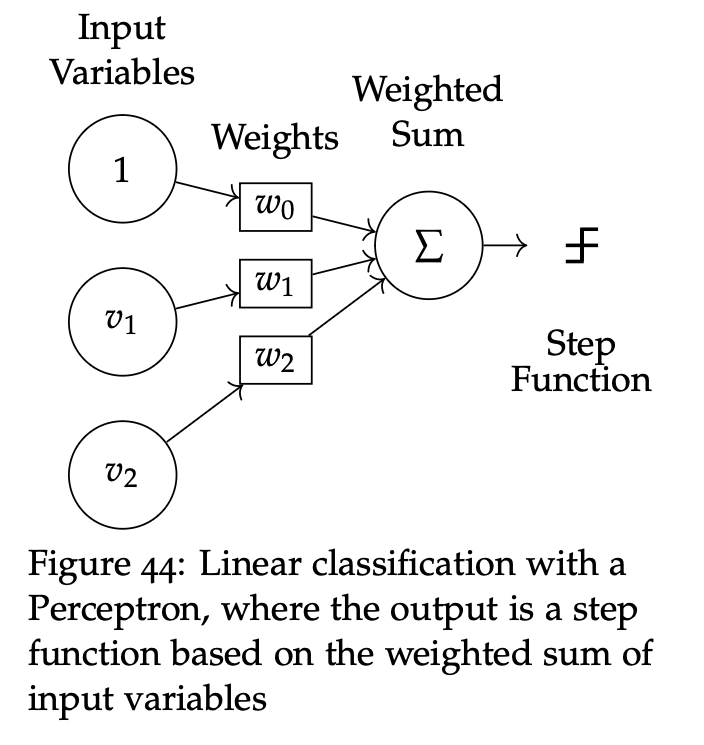 Input
Variables
Weighted
Sum
Weights
1
w0
Σ
v1
w1
w2
Step
Function
v2
Figure 44: Linear classification with a
Perceptron, where the output is a step
function based on the weighted sum of
input variables